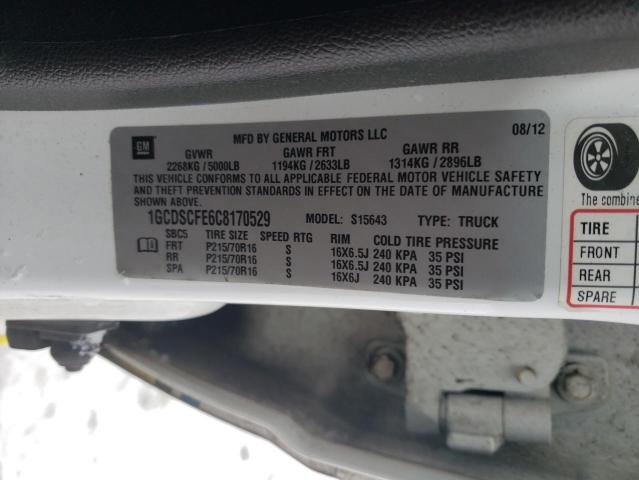 GM
MFD BY GENERAL MOTORS LLC 08/12
GVWR GAWR FRT GAWR RR
2268KG / 5000LB 1194KG / 2633LB 1314KG / 2896LB
THIS VEHICLE CONFORMS TO ALL APPLICABLE FEDERAL MOTOR VEHICLE SAFETY
AND THEFT PREVENTION STANDARDS IN EFFECT ON THE DATE OF MANUFACTURE
SHOWN ABOVE.
1GCDSCFE6C8170529 MODEL: S15643 TYPE: TRUCK
SBC5 TIRE SIZE SPEED RTG RIM COLD TIRE PRESSURE
FRT P215/70R16 S 16X6.5J 240 KPA 35 PSI
RR P215/70R16 S 16X6.5J 240 KPA 35 PSI
SPA P215/70R16 S 16X6J 240 KPA 35 PSI
The combine
TIRE
FRONT
REAR
SPARE